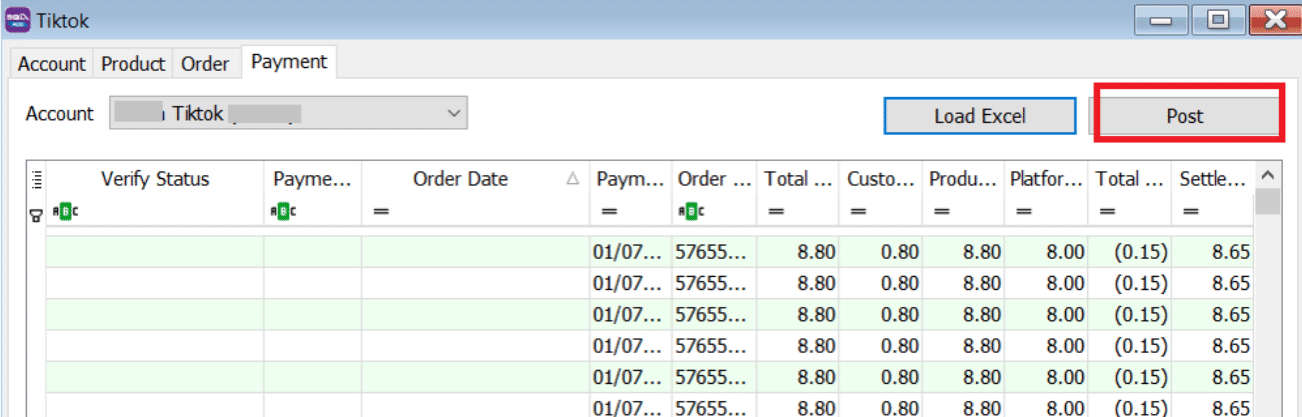 Tiktok
Account Product Order Payment
Account Tiktok Load Excel Post
Verify Status Payme... Order Date Paym... Order ... Total ... Custo... Produ... Platfor... Total ... Settle...
ABC ABC = = ABC = = = = = =
01/07... 57655... 8.80 0.80 8.80 8.00 (0.15) 8.65
01/07... 57655... 8.80 0.80 8.80 8.00 (0.15) 8.65
01/07... 57655... 8.80 0.80 8.80 8.00 (0.15) 8.65
01/07... 57655... 8.80 0.80 8.80 8.00 (0.15) 8.65
01/07... 57655... 8.80 0.80 8.80 8.00 (0.15) 8.65
01/07... 57655... 8.80 0.80 8.80 8.00 (0.15) 8.65